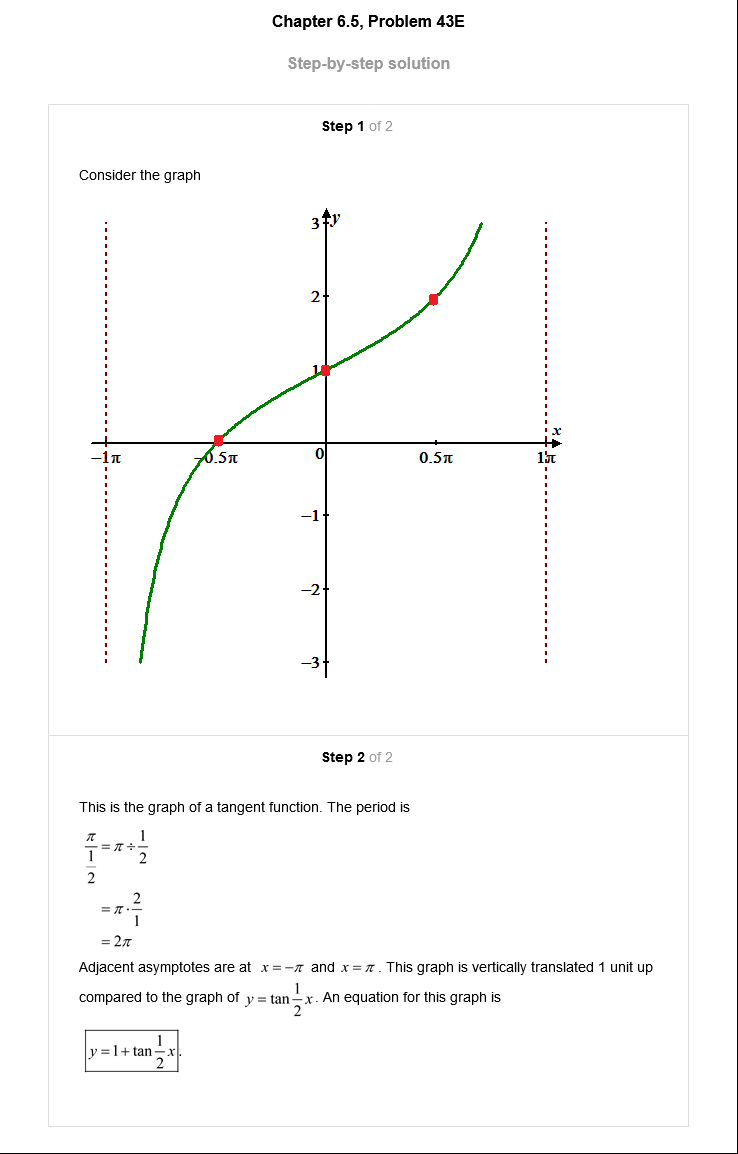 Chapter 6.5, Problem 43E
Step-by-step solution
Step 1 of 2
Consider the graph
3 y
2
1
x
−1π −0.5π 0 0.5π 1π
−1
−2
−3
Step 2 of 2
This is the graph of a tangent function. The period is
π/(1/2) = π ÷ 1/2
= π · 2/1
= 2π
Adjacent asymptotes are at x = −π and x = π . This graph is vertically translated 1 unit up
compared to the graph of y = tan 1/2 x . An equation for this graph is
y = 1 + tan 1/2 x .